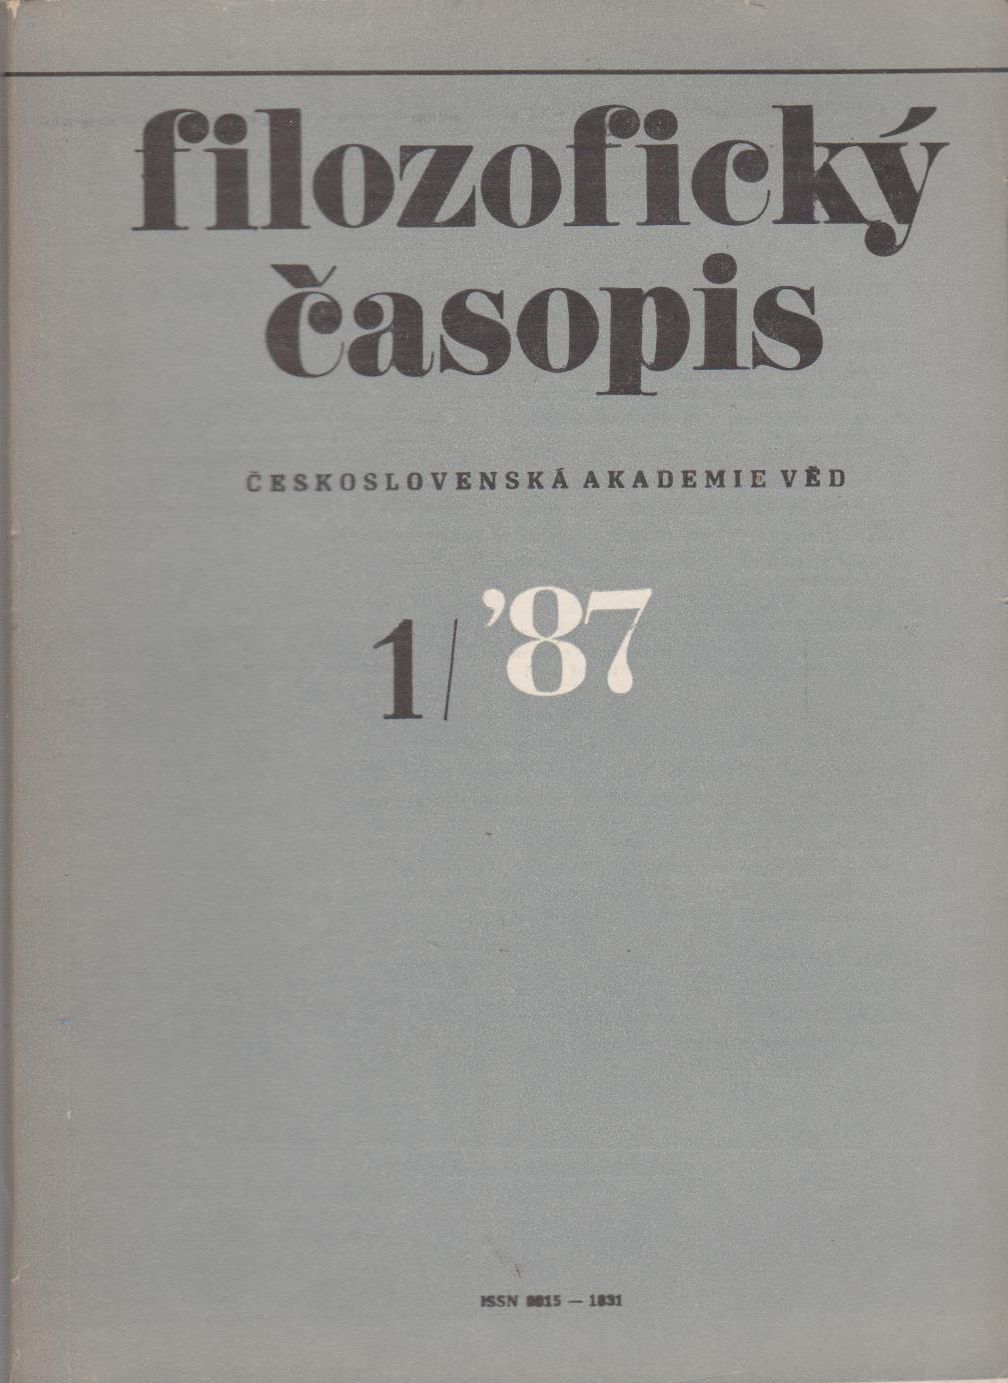 filozofický
časopis
ČESKOSLOVENSKÁ AKADEMIE VĚD
1/’87
ISSN 0015 — 1831